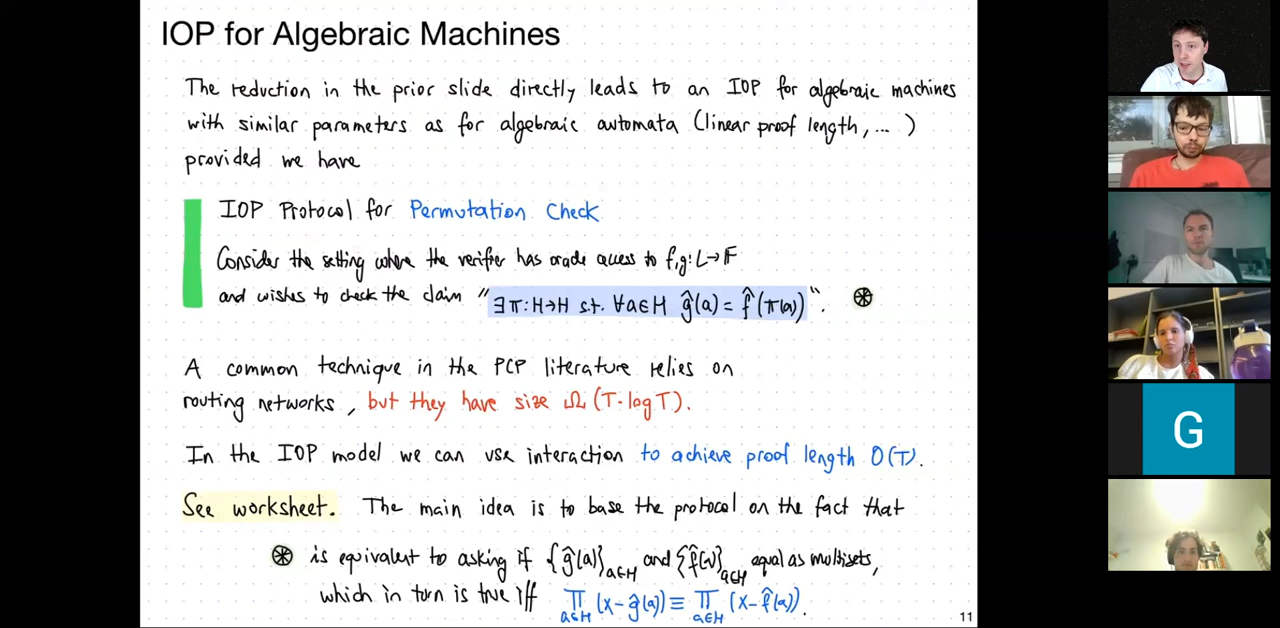 IOP for Algebraic Machines
The reduction in the prior slide directly leads to an IOP for algebraic machines
with similar parameters as for algebraic automata (linear proof length, ... )
provided we have
IOP Protocol for Permutation Check
Consider the setting where the verifier has oracle access to f,g: L→𝔽
and wishes to check the claim "∃π:H→H s.t. ∀a∈H ĝ(a) = f̂(π(a))". ⊛
A common technique in the PCP literature relies on
routing networks, but they have size Ω(T·logT).
In the IOP model we can use interaction to achieve proof length O(T).
See worksheet. The main idea is to base the protocol on the fact that
⊛ is equivalent to asking if {ĝ(a)}a∈H and {f̂(a)}a∈H equal as multisets,
which in turn is true iff ∏a∈H (X-ĝ(a)) ≡ ∏a∈H (X-f̂(a)).
11
G